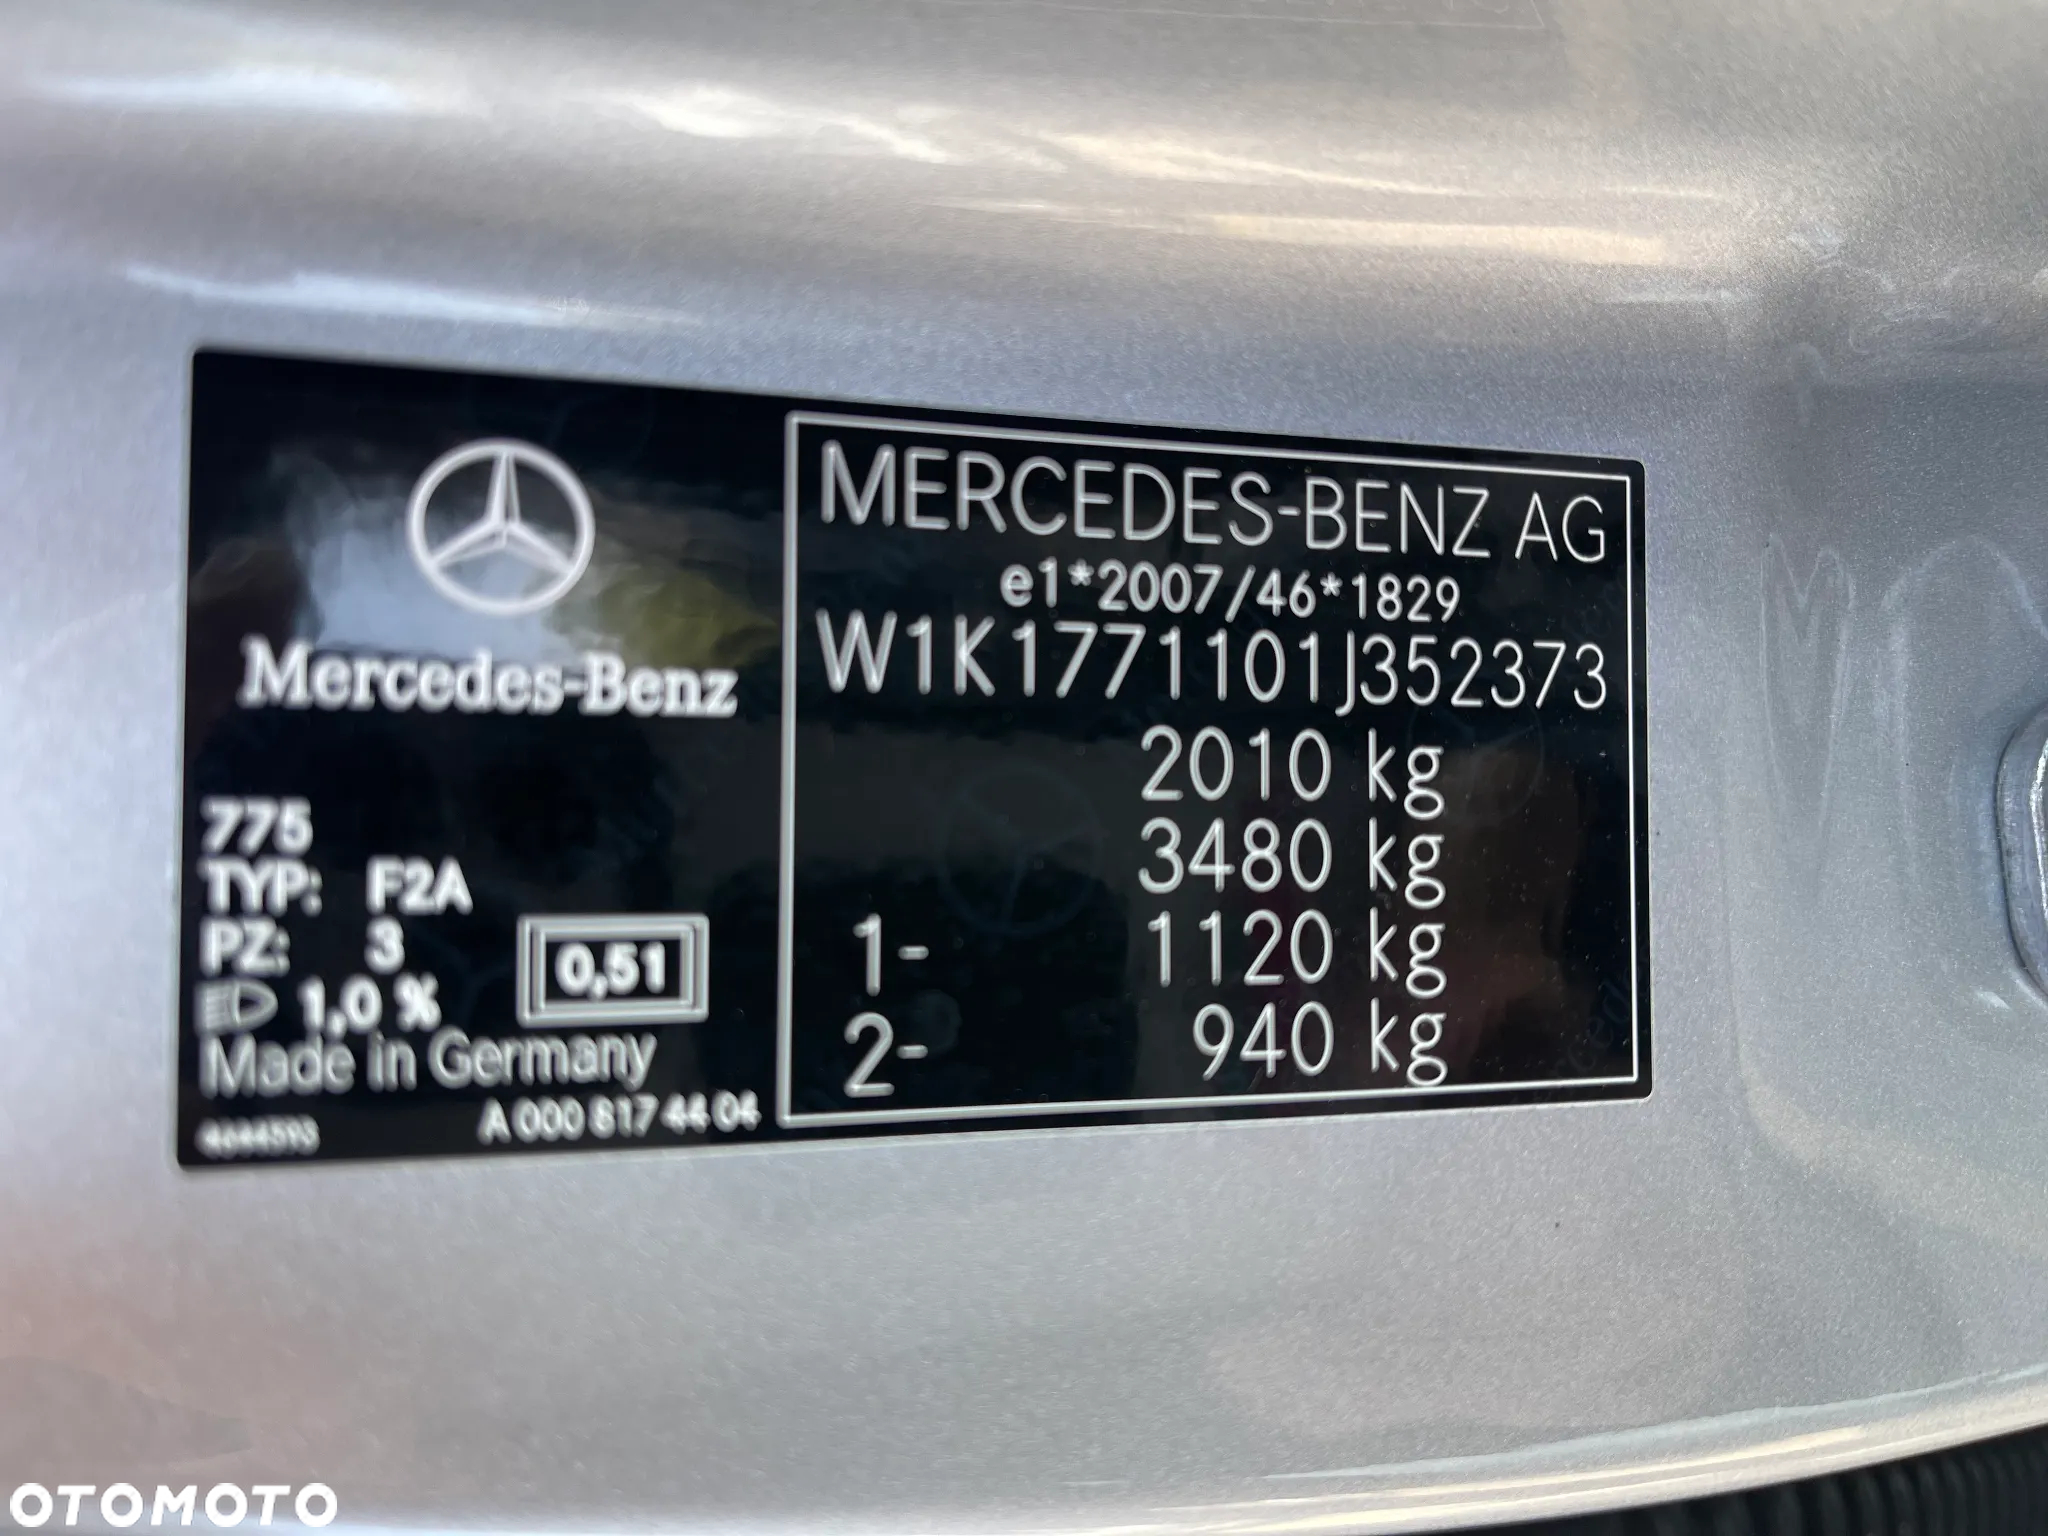 Mercedes-Benz
775
TYP: F2A
PZ: 3
1,0 %
0,51
Made in Germany
A 000 817 44 04
MERCEDES-BENZ AG
e1*2007/46*1829
W1K1771101J352373
2010 kg
3480 kg
1- 1120 kg
2- 940 kg
OTOMOTO